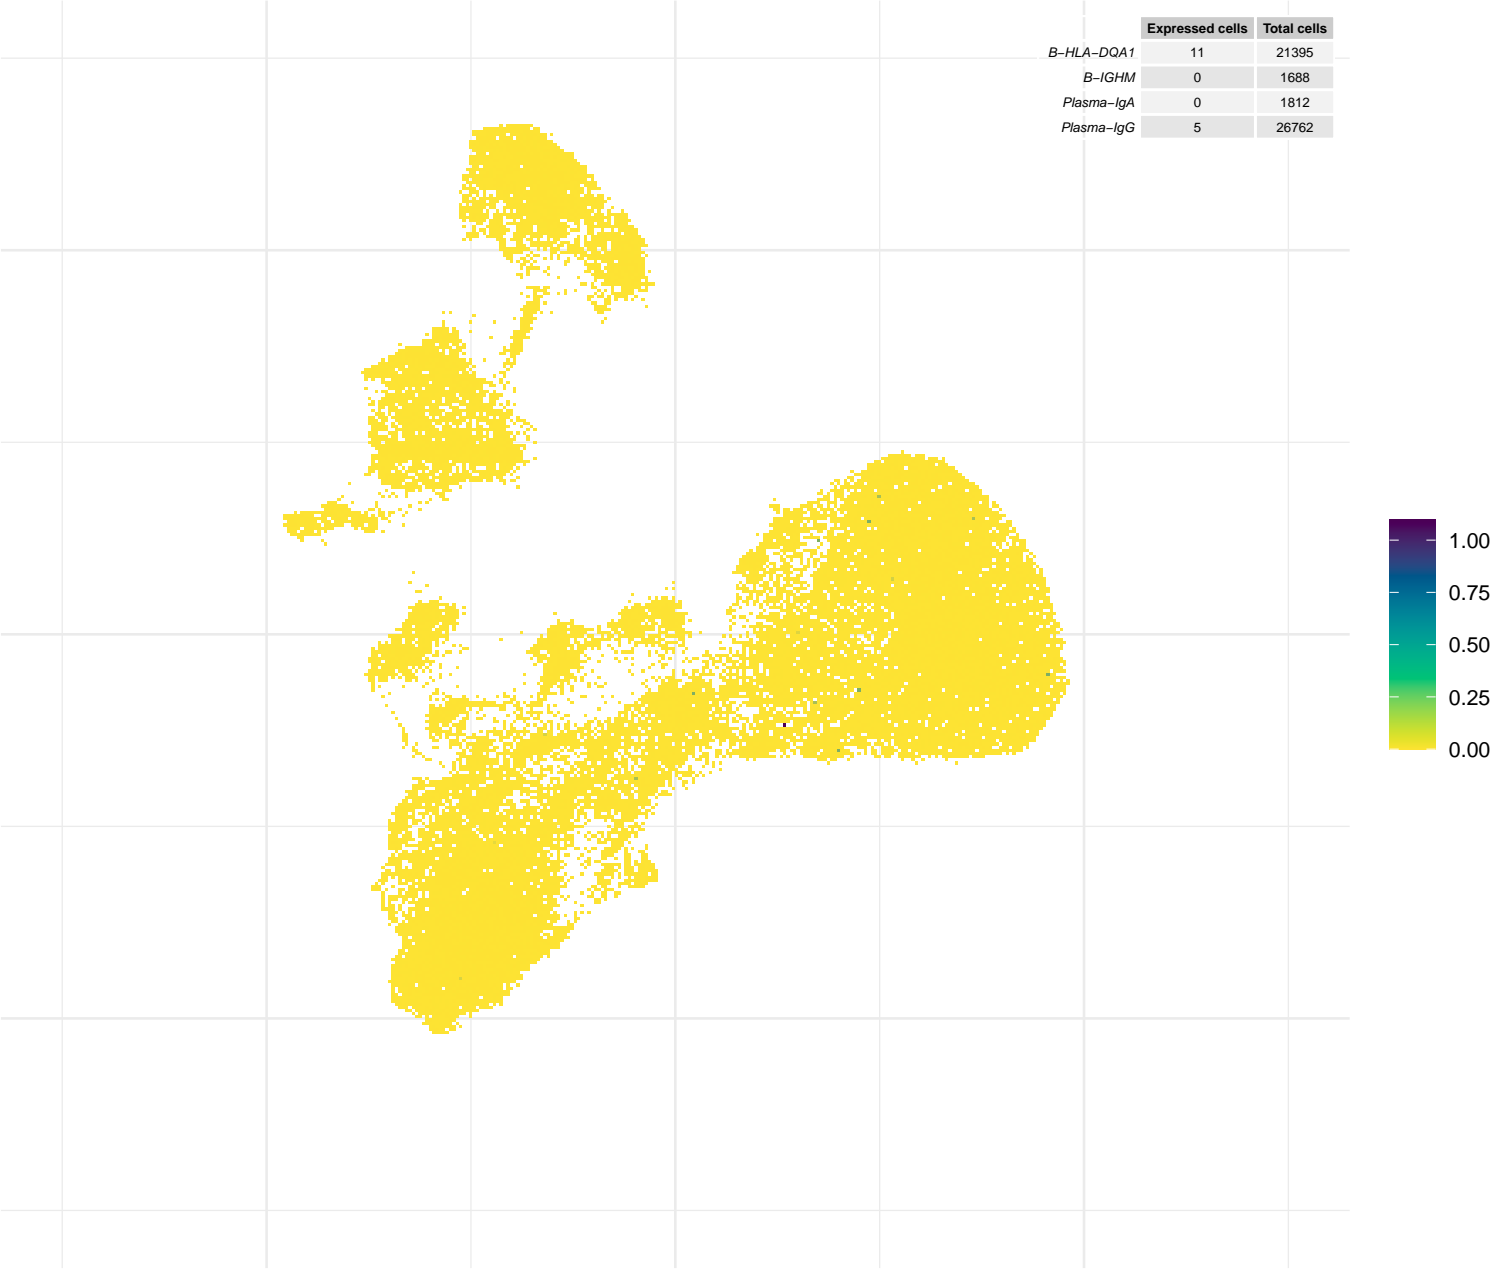 Expressed cells Total cells
B−HLA−DQA1 11 21395
B−IGHM 0 1688
Plasma−IgA 0 1812
Plasma−IgG 5 26762
1.00
0.75
0.50
0.25
0.00